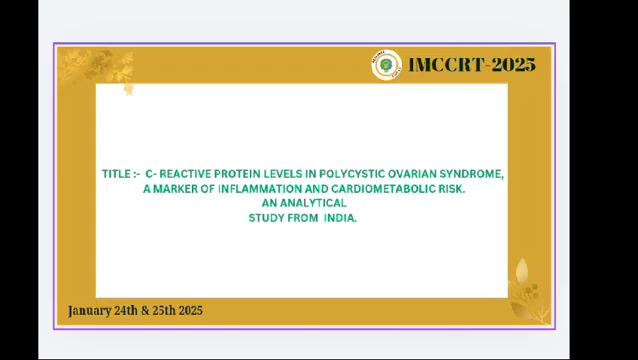 IMCCRT-2025
TITLE :- C- REACTIVE PROTEIN LEVELS IN POLYCYSTIC OVARIAN SYNDROME,
A MARKER OF INFLAMMATION AND CARDIOMETABOLIC RISK.
AN ANALYTICAL
STUDY FROM INDIA.
January 24th & 25th 2025